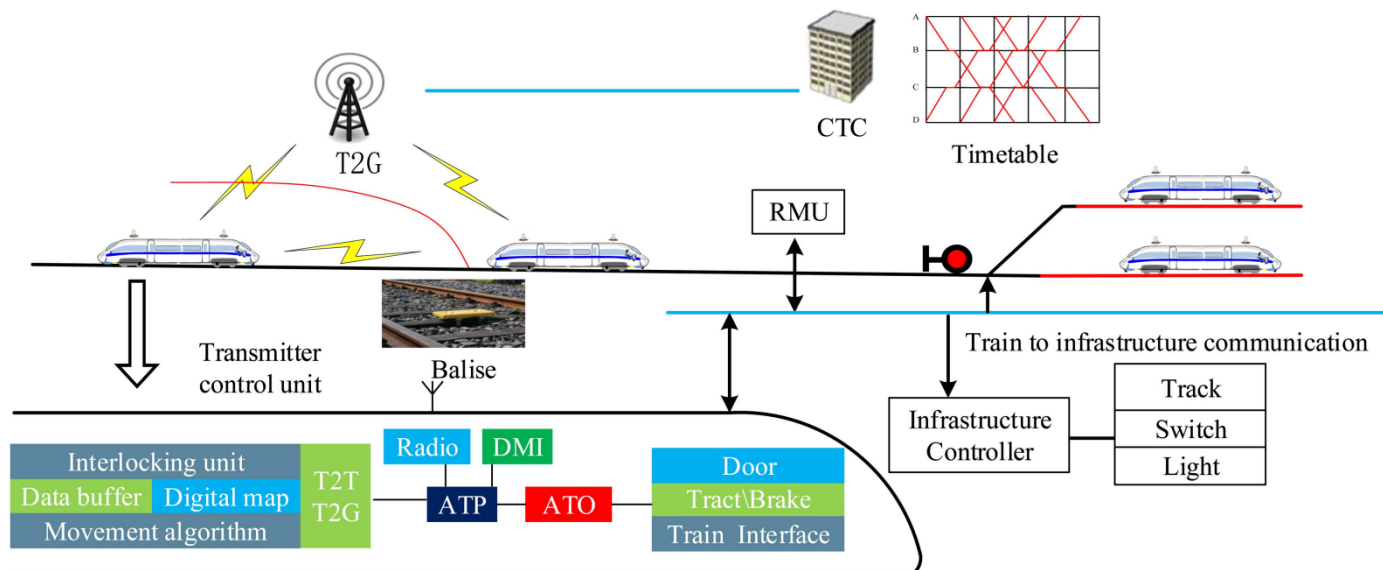 A
B
C
D
CTC
T2G
Timetable
RMU
Train to infrastructure communication
Transmitter
control unit
Balise
Track
Switch
Light
Infrastructure
Controller
Radio
DMI
Interlocking unit
Data buffer
Digital map
Movement algorithm
T2T
T2G
ATP
ATO
Door
Tract\Brake
Train Interface